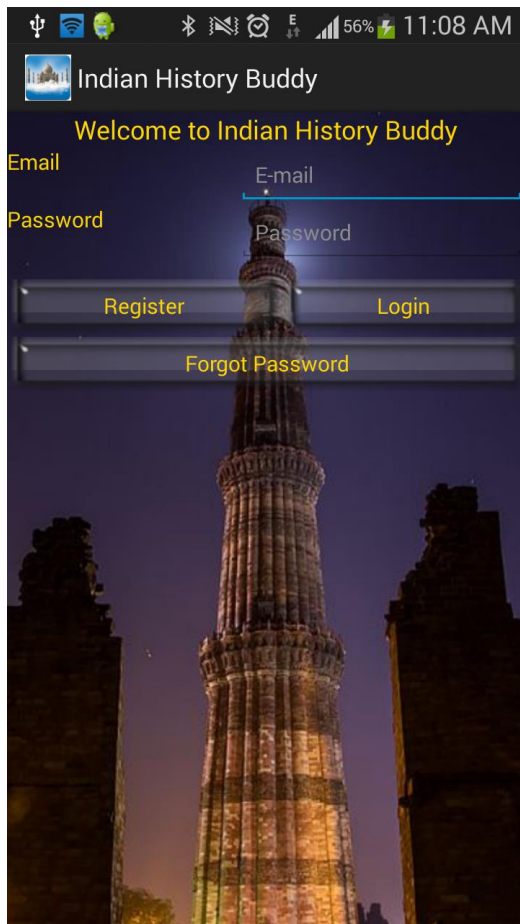 E
56%
11:08 AM
Indian History Buddy
Welcome to Indian History Buddy
Email
E-mail
Password
Password
Register
Login
Forgot Password